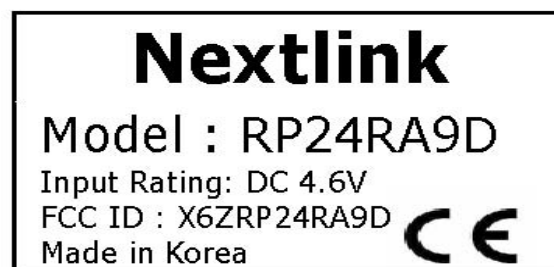 Nextlink
Model : RP24RA9D
Input Rating: DC 4.6V
FCC ID : X6ZRP24RA9D
Made in Korea
CE